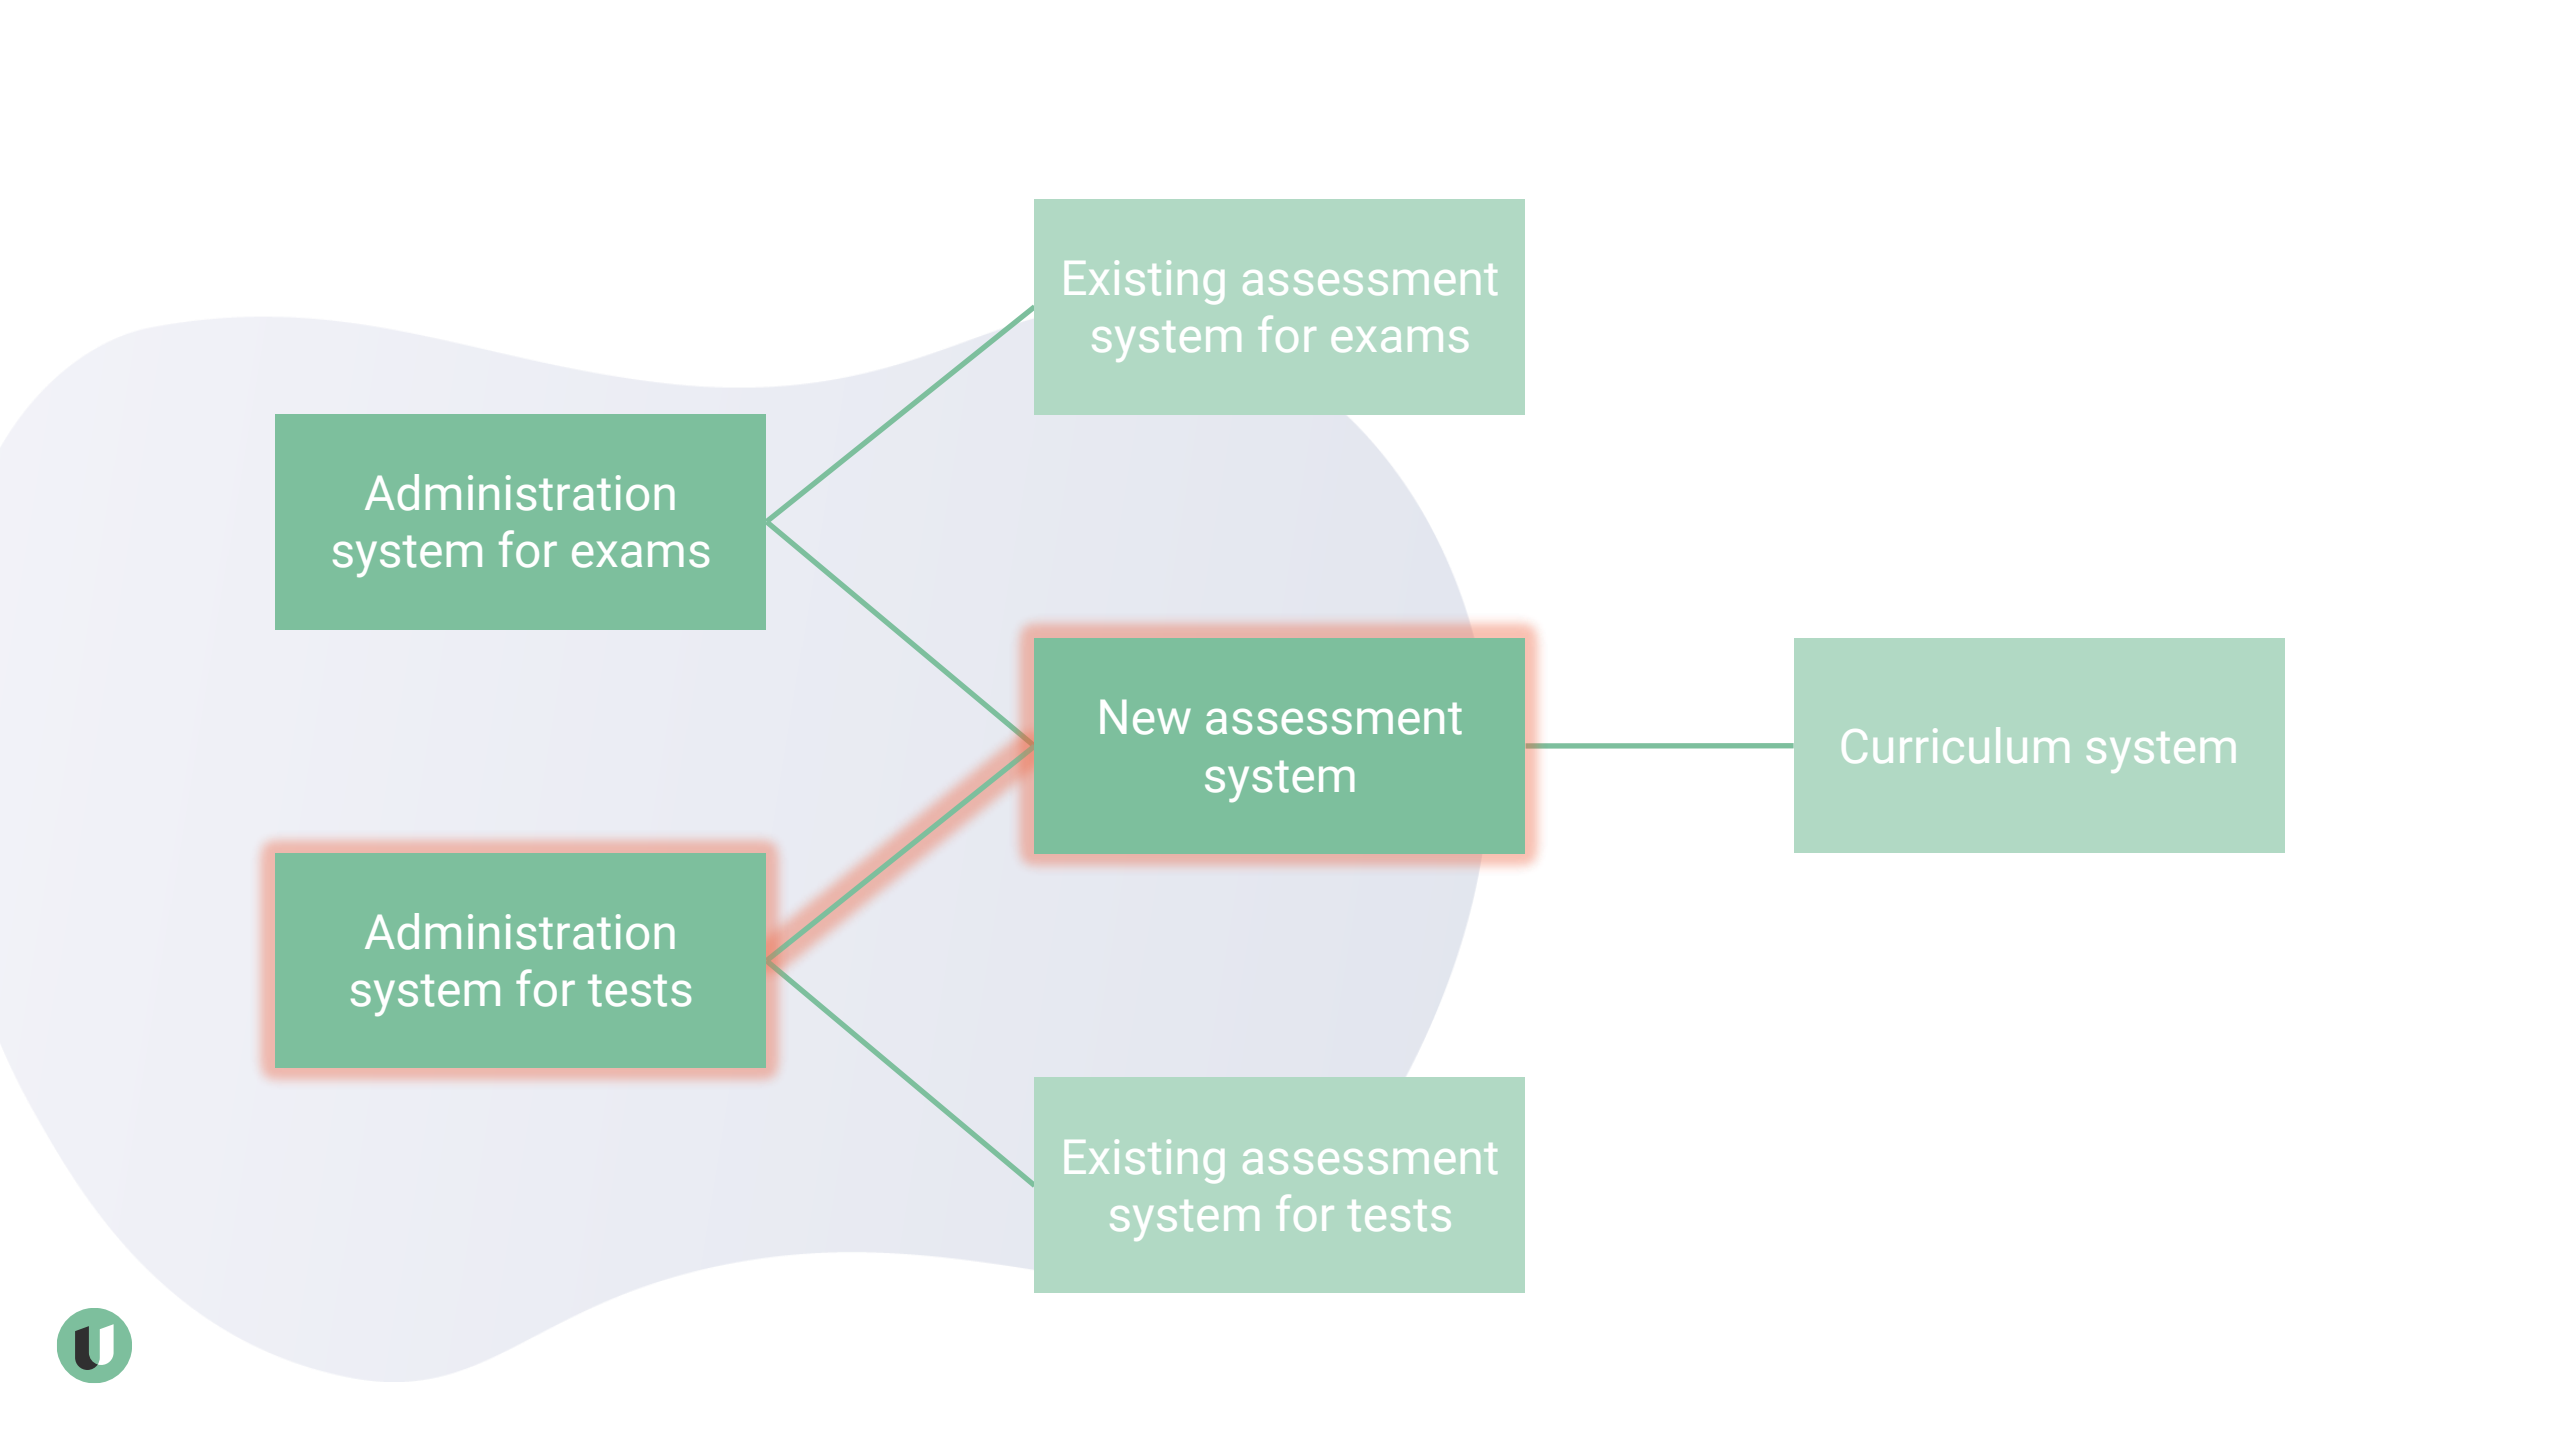 Existing assessment
system for exams
Administration
system for exams
New assessment
system
Curriculum system
Administration
system for tests
Existing assessment
system for tests